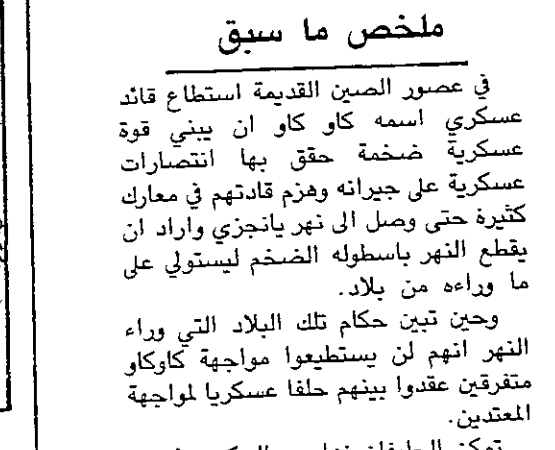 ملخص ما سبق
في عصور الصين القديمة استطاع قائد
عسكري اسمه كاو كاو ان يبني قوة
عسكرية ضخمة حقق بها انتصارات
عسكرية على جيرانه وهزم قادتهم في معارك
كثيرة حتى وصل الى نهر يانجزي واراد ان
يقطع النهر باسطوله الضخم ليستولي على
ما وراءه من بلاد.
وحين تبين حكام تلك البلاد التي وراء
النهر انهم لن يستطيعوا مواجهة كاوكاو
متفرقين عقدوا بينهم حلفا عسكريا لمواجهة
المعتدين.